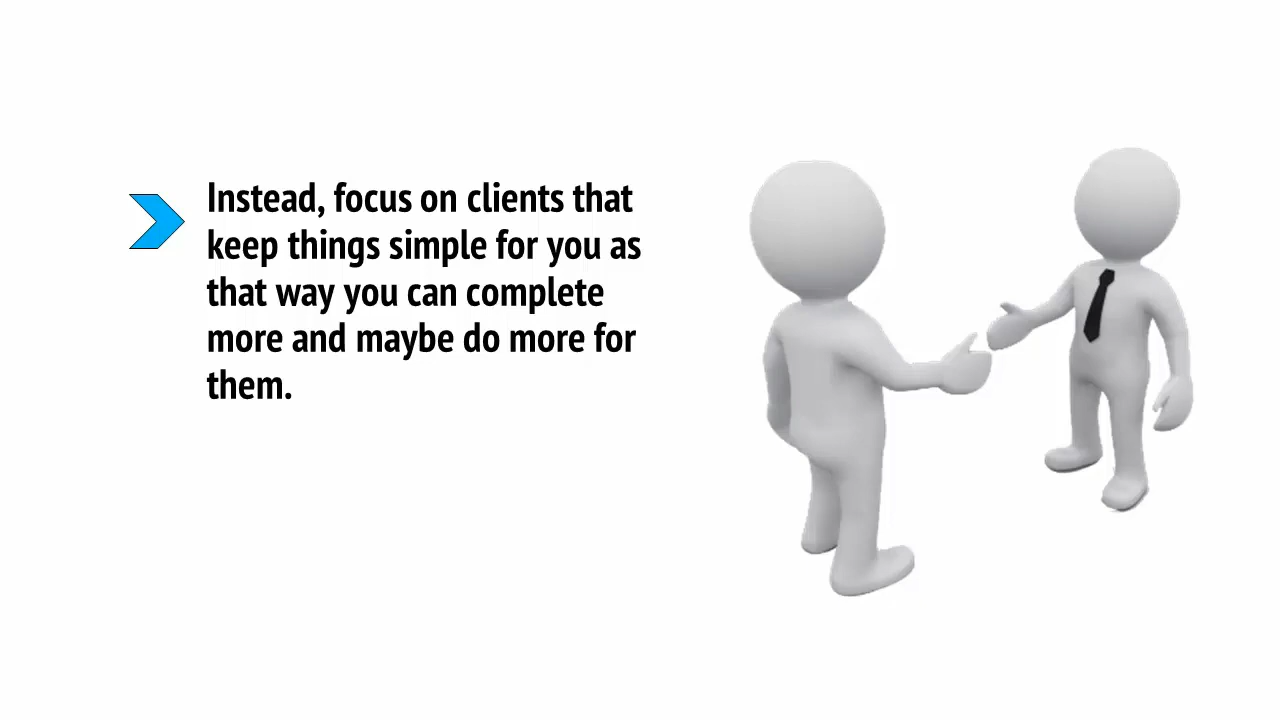 Instead, focus on clients that
keep things simple for you as
that way you can complete
more and maybe do more for
them.